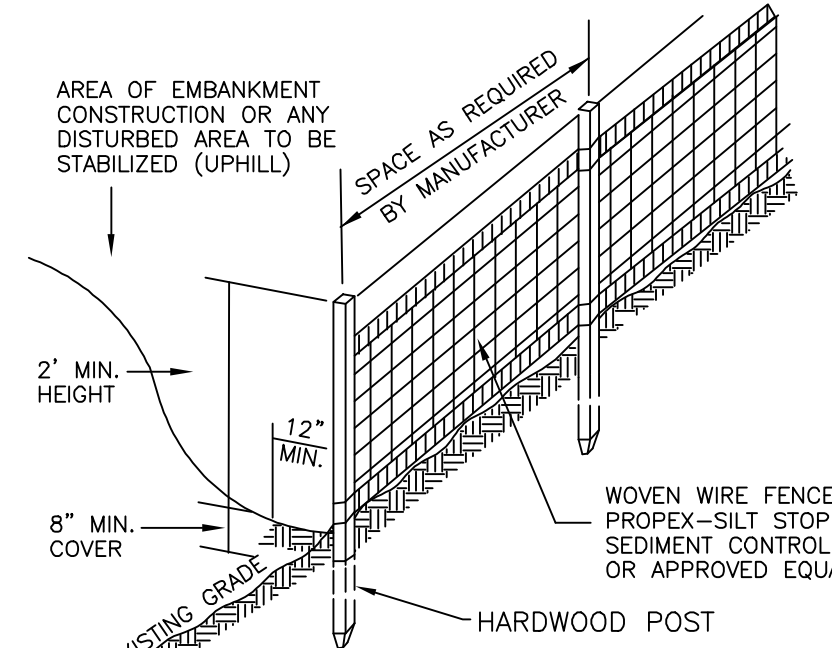 AREA OF EMBANKMENT
CONSTRUCTION OR ANY
DISTURBED AREA TO BE
STABILIZED (UPHILL)
SPACE AS REQUIRED
BY MANUFACTURER
2' MIN.
HEIGHT
12"
MIN.
8" MIN.
COVER
WOVEN WIRE FENCE
PROPEX-SILT STOP
SEDIMENT CONTROL
OR APPROVED EQUA
ISTING GRADE
HARDWOOD POST